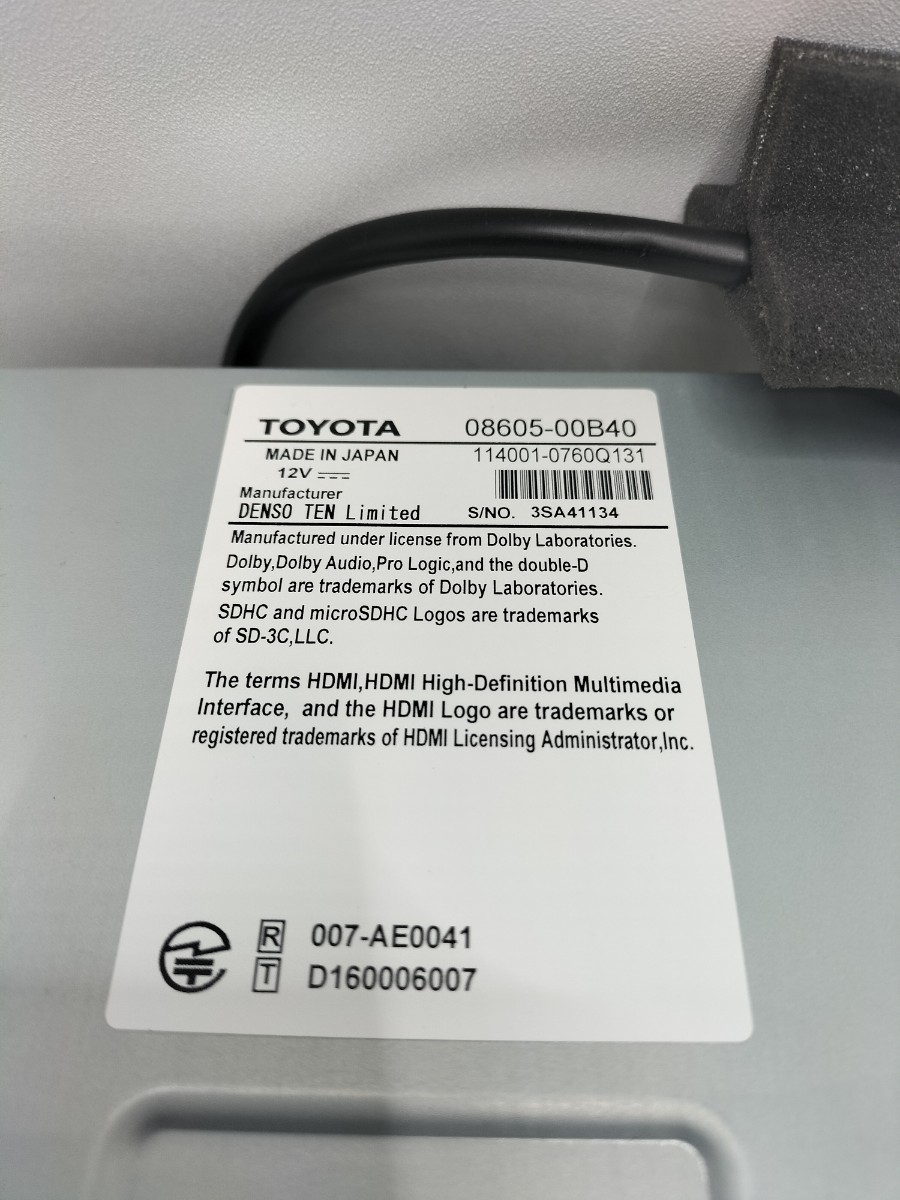 TOYOTA 08605-00B40
MADE IN JAPAN 114001-0760Q131
12V
Manufacturer
DENSO TEN Limited S/NO. 3SA41134
Manufactured under license from Dolby Laboratories.
Dolby,Dolby Audio,Pro Logic,and the double-D
symbol are trademarks of Dolby Laboratories.
SDHC and microSDHC Logos are trademarks
of SD-3C,LLC.
The terms HDMI,HDMI High-Definition Multimedia
Interface, and the HDMI Logo are trademarks or
registered trademarks of HDMI Licensing Administrator,Inc.
R 007-AE0041
T D160006007